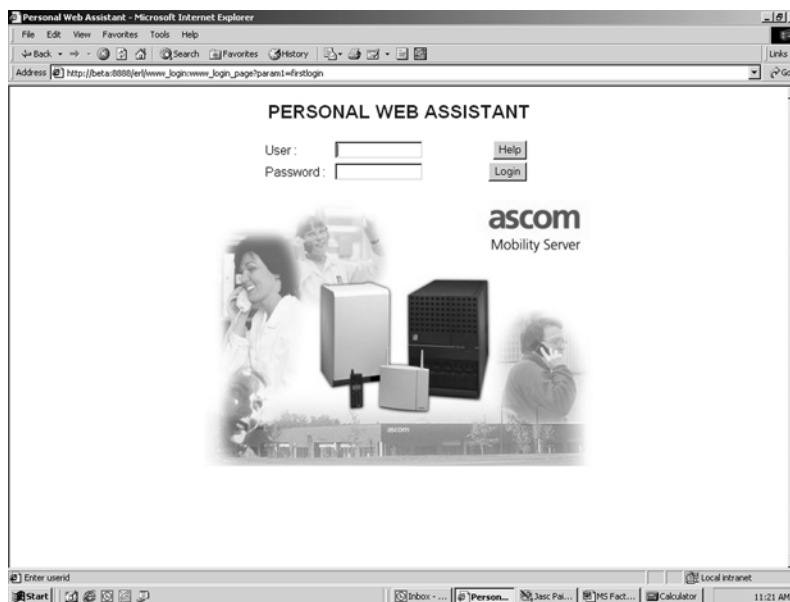 Personal Web Assistant - Microsoft Internet Explorer
File Edit View Favorites Tools Help
Back Search Favorites History
Links
Address http://beta:8888/erl/www_login:www_login_page?param1=firstlogin Go
PERSONAL WEB ASSISTANT
User : Help
Password : Login
ascom
Mobility Server
ascom
Enter userid Local intranet
Start Inbox - ... Person... Jasc Pai... MS Fact... Calculator 11:21 AM